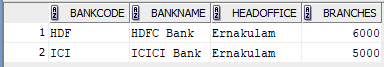 BANKCODE BANKNAME HEADOFFICE BRANCHES
1 HDF HDFC Bank Ernakulam 6000
2 ICI ICICI Bank Ernakulam 5000